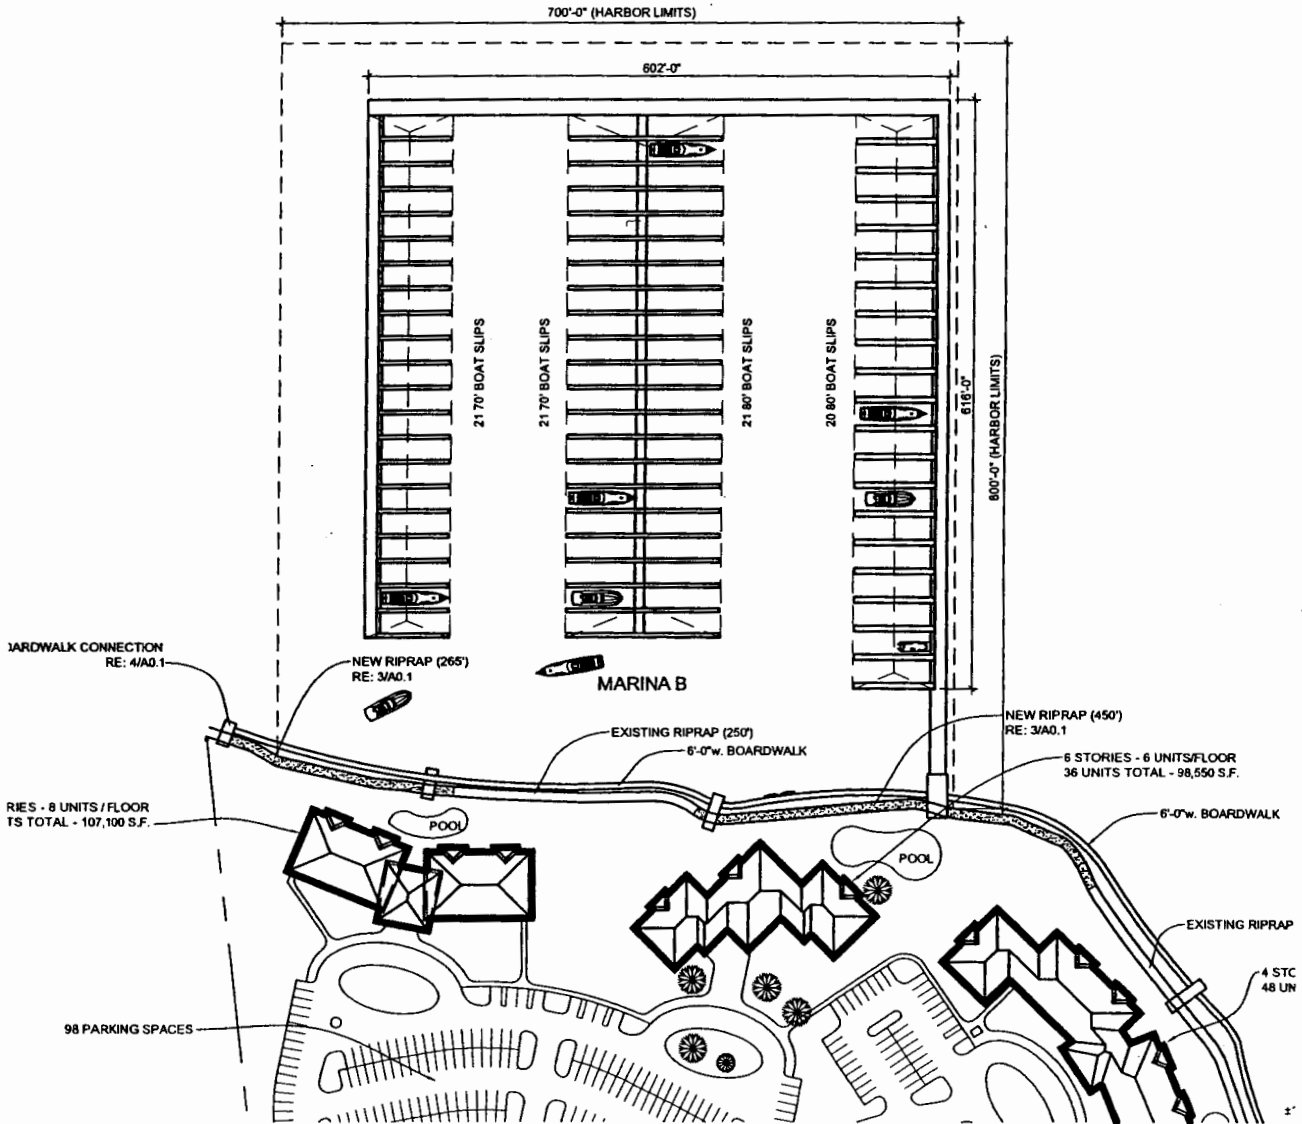 700'-0" (HARBOR LIMITS)
602'-0"
21 70' BOAT SLIPS
21 70' BOAT SLIPS
21 80' BOAT SLIPS
20 80' BOAT SLIPS
616'-0"
800'-0" (HARBOR LIMITS)
ARDWALK CONNECTION
RE: 4/A0.1
NEW RIPRAP (265')
RE: 3/A0.1
MARINA B
EXISTING RIPRAP (250')
6'-0"w. BOARDWALK
NEW RIPRAP (450')
RE: 3/A0.1
6 STORIES - 6 UNITS/FLOOR
36 UNITS TOTAL - 98,550 S.F.
RIES - 8 UNITS / FLOOR
TS TOTAL - 107,100 S.F.
6'-0"w. BOARDWALK
POOL
POOL
EXISTING RIPRAP
4 STO
48 UN
98 PARKING SPACES